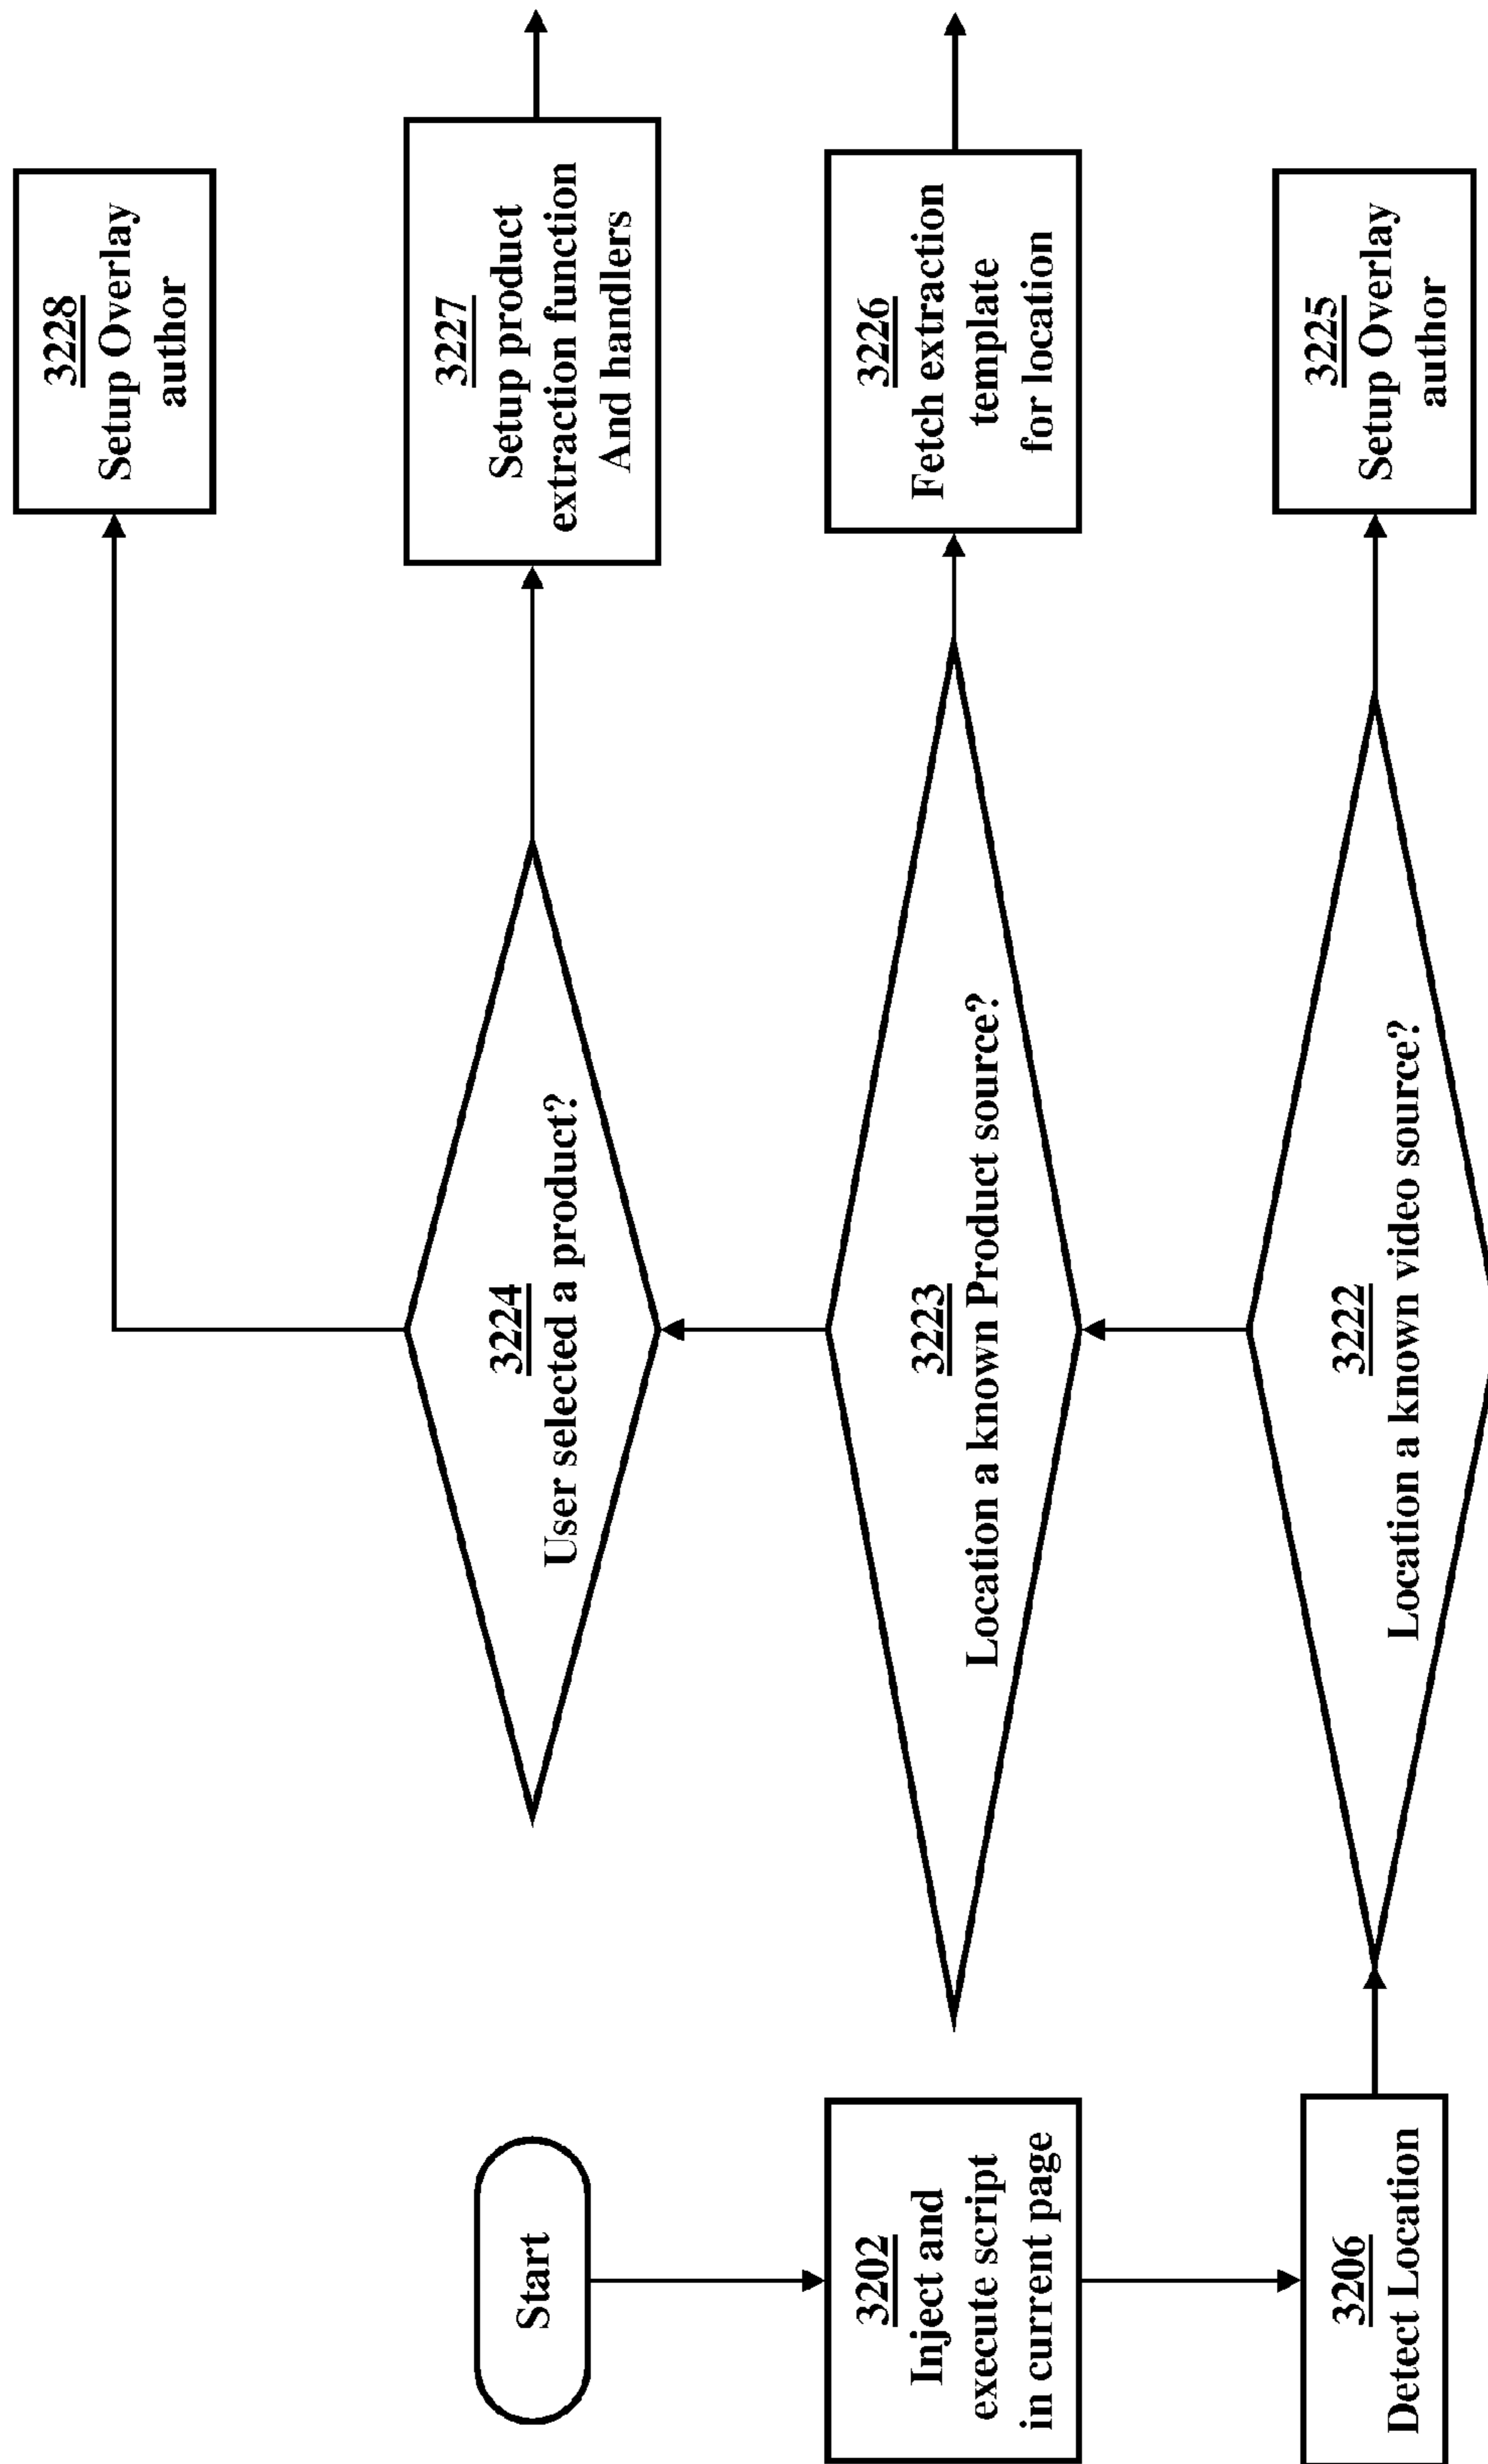 Start
3202
Inject and
execute script
in current page
3206
Detect Location
3222
Location a known video source?
3225
Setup Overlay
author
3223
Location a known Product source?
3226
Fetch extraction
template
for location
3224
User selected a product?
3227
Setup product
extraction function
And handlers
3228
Setup Overlay
author